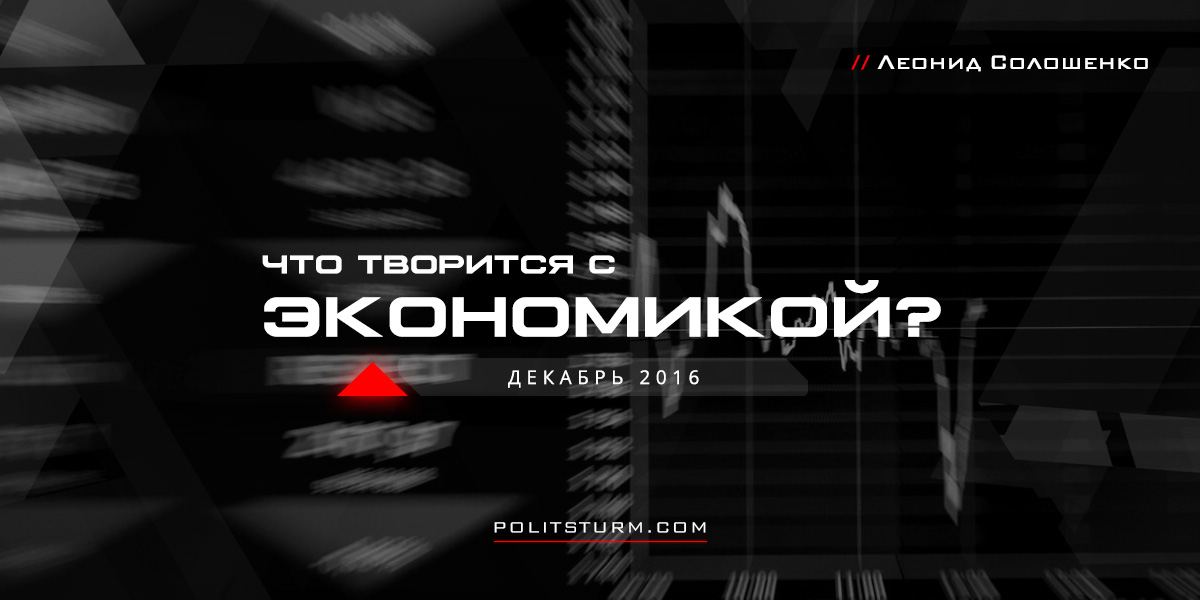 // Леонид Солошенко
ЧТО ТВОРИТСЯ С
ЭКОНОМИКОЙ?
ДЕКАБРЬ 2016
POLITSTURM.COM